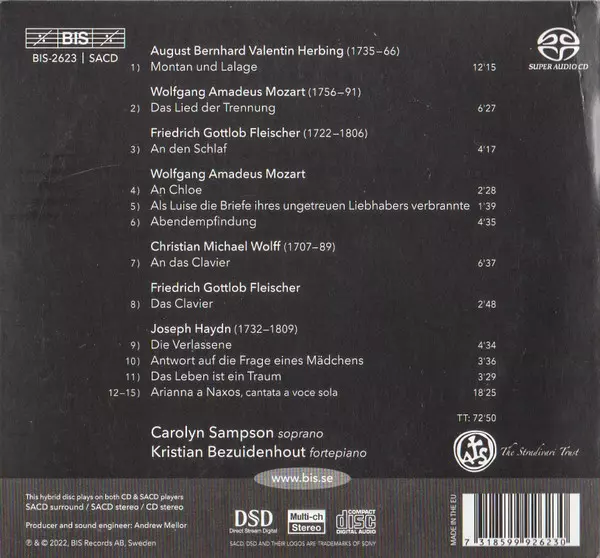 BIS
BIS-2623 | SACD
SUPER AUDIO CD
August Bernhard Valentin Herbing (1735–66)
1) Montan und Lalage 12'15
Wolfgang Amadeus Mozart (1756–91)
2) Das Lied der Trennung 6'27
Friedrich Gottlob Fleischer (1722–1806)
3) An den Schlaf 4'17
Wolfgang Amadeus Mozart
4) An Chloe 2'28
5) Als Luise die Briefe ihres ungetreuen Liebhabers verbrannte 1'39
6) Abendempfindung 4'35
Christian Michael Wolff (1707–89)
7) An das Clavier 6'37
Friedrich Gottlob Fleischer
8) Das Clavier 2'48
Joseph Haydn (1732–1809)
9) Die Verlassene 4'34
10) Antwort auf die Frage eines Mädchens 3'36
11) Das Leben ist ein Traum 3'29
12–15) Arianna a Naxos, cantata a voce sola 18'25
TT: 72'50
Carolyn Sampson soprano
Kristian Bezuidenhout fortepiano
The Stradivari Trust
www.bis.se
This hybrid disc plays on both CD & SACD players
SACD surround / SACD stereo / CD stereo
Producer and sound engineer: Andrew Mellor
℗ & © 2022, BIS Records AB, Sweden
DSD
Direct Stream Digital
Multi-ch
Stereo
COMPACT
disc
DIGITAL AUDIO
SACD, DSD AND THEIR LOGOS ARE TRADEMARKS OF SONY
MADE IN THE EU
7 318599 926230